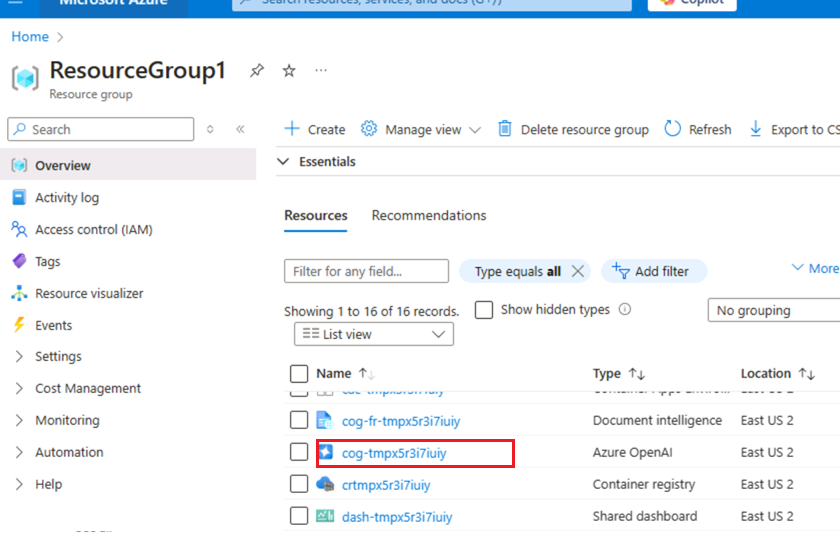 Microsoft Azure
Search resources, services, and docs (G+/)
Copilot
Home
ResourceGroup1
Resource group
Search
Create
Manage view
Delete resource group
Refresh
Export to CS
Essentials
Overview
Activity log
Access control (IAM)
Tags
Resource visualizer
Events
Settings
Cost Management
Monitoring
Automation
Help
Resources
Recommendations
Filter for any field...
Type equals all
Add filter
More
Showing 1 to 16 of 16 records.
Show hidden types
No grouping
List view
Name Type Location
cog-fr-tmpx5r3i7iuiy Document intelligence East US 2
cog-tmpx5r3i7iuiy Azure OpenAI East US 2
crtmpx5r3i7iuiy Container registry East US 2
dash-tmpx5r3i7iuiy Shared dashboard East US 2